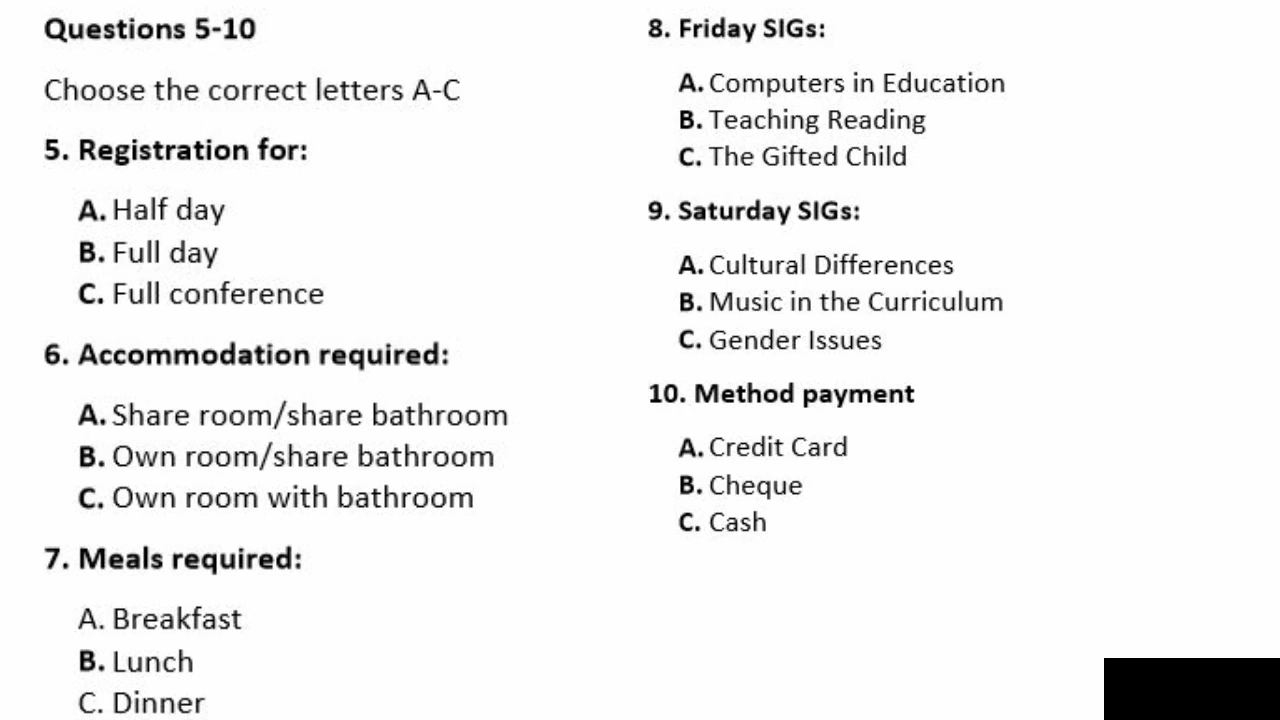 Questions 5-10
Choose the correct letters A-C
5. Registration for:
A. Half day
B. Full day
C. Full conference
6. Accommodation required:
A. Share room/share bathroom
B. Own room/share bathroom
C. Own room with bathroom
7. Meals required:
A. Breakfast
B. Lunch
C. Dinner
8. Friday SIGs:
A. Computers in Education
B. Teaching Reading
C. The Gifted Child
9. Saturday SIGs:
A. Cultural Differences
B. Music in the Curriculum
C. Gender Issues
10. Method payment
A. Credit Card
B. Cheque
C. Cash